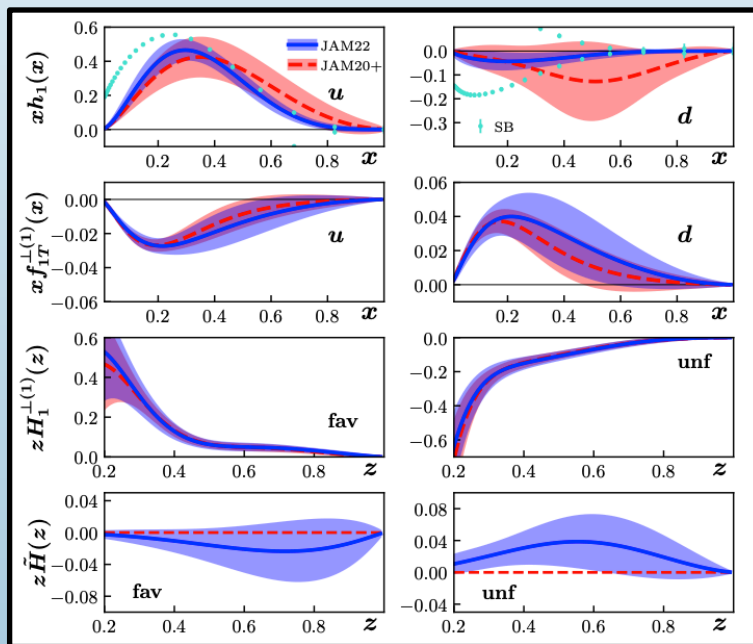 0.6
0.4
0.2
0.0
xh₁(x)
JAM22
JAM20+
u
0.2 0.4 0.6 0.8 x
0.0
−0.1
−0.2
−0.3
SB
d
0.2 0.4 0.6 0.8 x
0.00
−0.02
−0.04
−0.06
xf₁T^⊥(1)(x)
u
0.2 0.4 0.6 0.8 x
0.06
0.04
0.02
0.00
d
0.2 0.4 0.6 0.8 x
0.6
0.4
0.2
0.0
zH₁^⊥(1)(z)
fav
0.2 0.4 0.6 0.8 z
0.0
−0.2
−0.4
−0.6
unf
0.2 0.4 0.6 0.8 z
0.04
0.00
−0.04
−0.08
zH̃(z)
fav
0.2 0.4 0.6 0.8 z
0.08
0.04
0.00
−0.04
unf
0.2 0.4 0.6 0.8 z